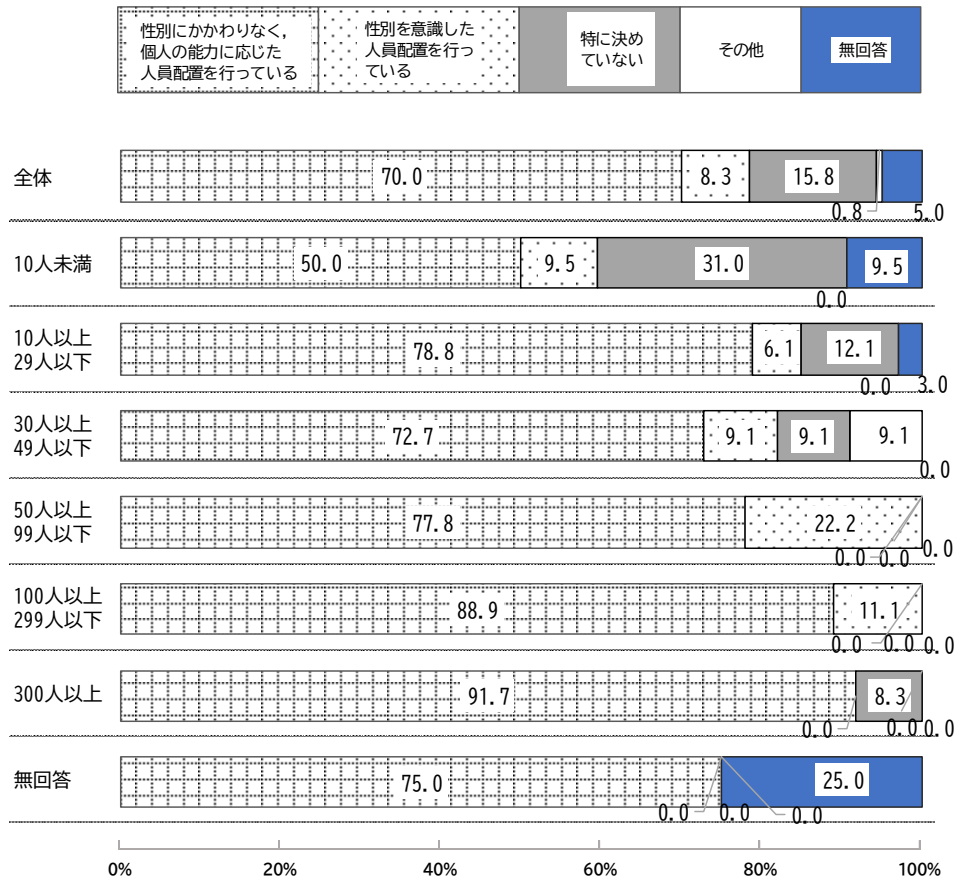 性別にかかわりなく，
個人の能力に応じた
人員配置を行っている
性別を意識した
人員配置を行っ
ている
特に決め
ていない
その他
無回答
全体
70.0
8.3
15.8
0.8
5.0
10人未満
50.0
9.5
31.0
0.0
9.5
10人以上
29人以下
78.8
6.1
12.1
0.0
3.0
30人以上
49人以下
72.7
9.1
9.1
9.1
0.0
50人以上
99人以下
77.8
22.2
0.0
0.0
0.0
100人以上
299人以下
88.9
11.1
0.0
0.0
0.0
300人以上
91.7
0.0
8.3
0.0
0.0
無回答
75.0
0.0
0.0
0.0
25.0
0%
20%
40%
60%
80%
100%